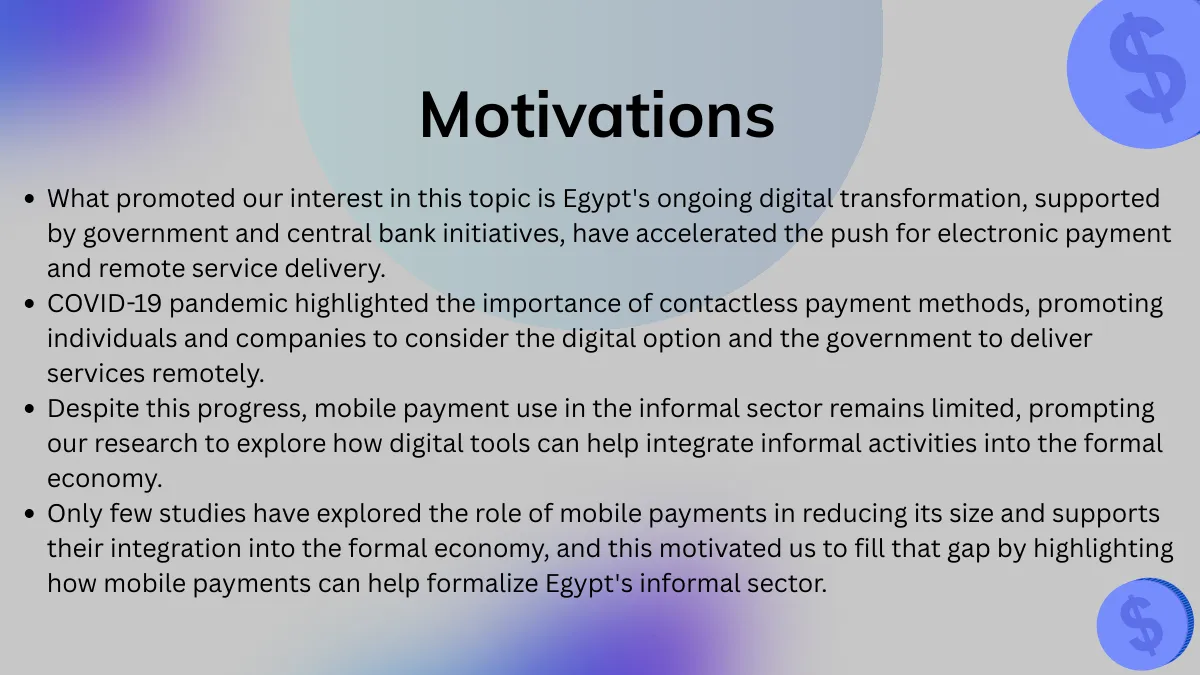 Motivations
• What promoted our interest in this topic is Egypt's ongoing digital transformation, supported
by government and central bank initiatives, have accelerated the push for electronic payment
and remote service delivery.
• COVID-19 pandemic highlighted the importance of contactless payment methods, promoting
individuals and companies to consider the digital option and the government to deliver
services remotely.
• Despite this progress, mobile payment use in the informal sector remains limited, prompting
our research to explore how digital tools can help integrate informal activities into the formal
economy.
• Only few studies have explored the role of mobile payments in reducing its size and supports
their integration into the formal economy, and this motivated us to fill that gap by highlighting
how mobile payments can help formalize Egypt's informal sector.
$
$